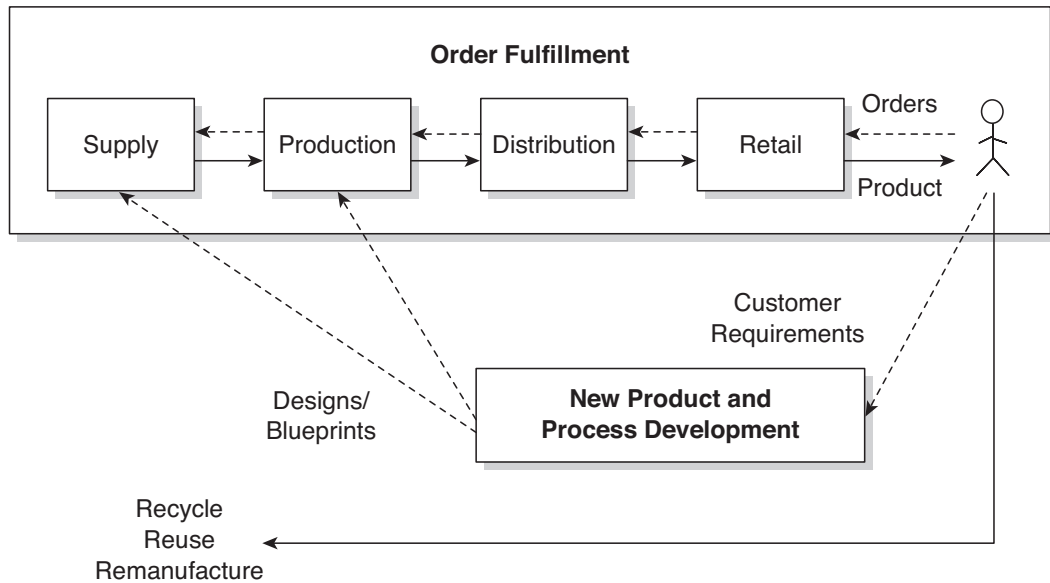 Order Fulfillment
Supply
Production
Distribution
Retail
Orders
Product
Customer
Requirements
New Product and
Process Development
Designs/
Blueprints
Recycle
Reuse
Remanufacture